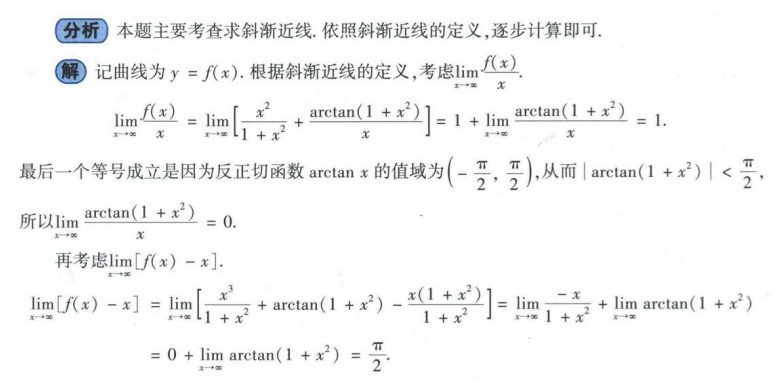 分析 本题主要考查求斜渐近线. 依照斜渐近线的定义,逐步计算即可.
解 记曲线为 y = f(x). 根据斜渐近线的定义,考虑 lim_{x→∞} f(x)/x.
lim_{x→∞} f(x)/x = lim_{x→∞} [x²/(1 + x²) + arctan(1 + x²)/x] = 1 + lim_{x→∞} arctan(1 + x²)/x = 1.
最后一个等号成立是因为反正切函数 arctan x 的值域为(-π/2, π/2),从而 | arctan(1 + x²) | < π/2,
所以 lim_{x→∞} arctan(1 + x²)/x = 0.
再考虑 lim_{x→∞} [f(x) - x].
lim_{x→∞} [f(x) - x] = lim_{x→∞} [x³/(1 + x²) + arctan(1 + x²) - x(1 + x²)/(1 + x²)] = lim_{x→∞} -x/(1 + x²) + lim_{x→∞} arctan(1 + x²)
= 0 + lim_{x→∞} arctan(1 + x²) = π/2.